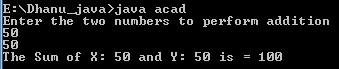 E:\Dhanu_java>java acad
Enter the two numbers to perform addition
50
50
The Sum of X: 50 and Y: 50 is = 100